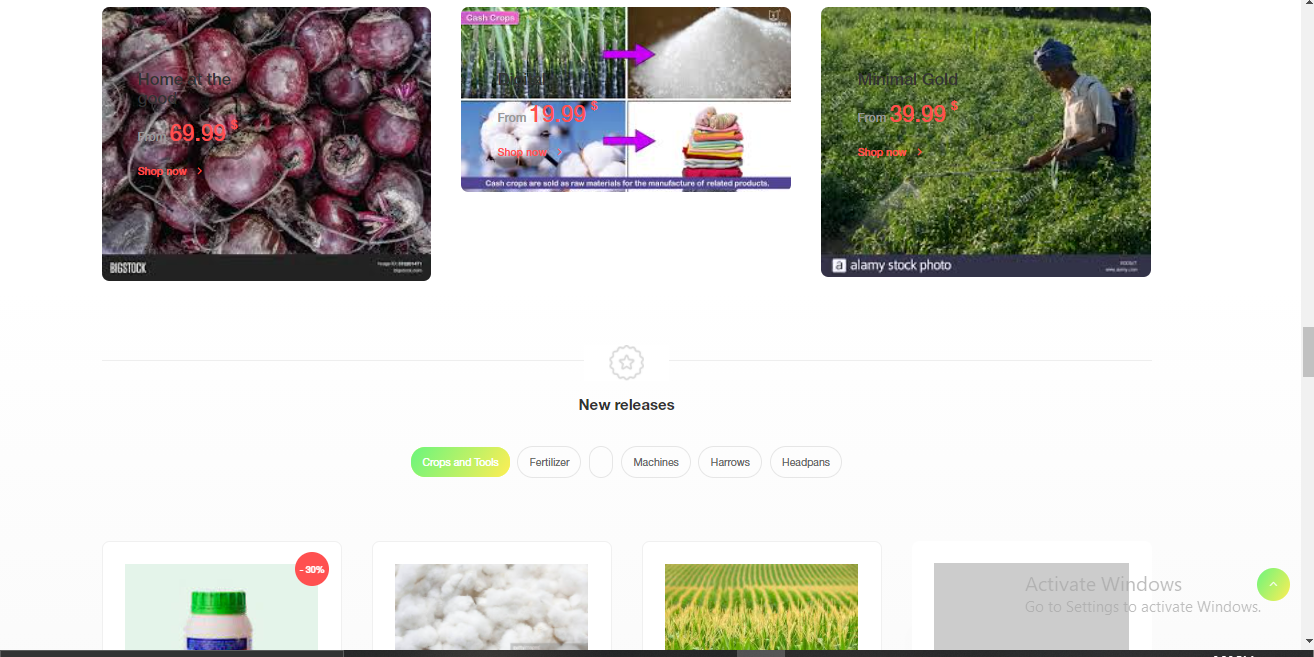 Home at the
From 69.99 $
Shop now
BIGSTOCK
Cash Crops
From 19.99 $
Shop now
Cash crops are sold as raw materials for the manufacture of related products.
Minimal Gold
From 39.99 $
Shop now
a alamy stock photo
New releases
Crops and Tools
Fertilizer
Machines
Harrows
Headpans
- 30%
Activate Windows
Go to Settings to activate Windows.